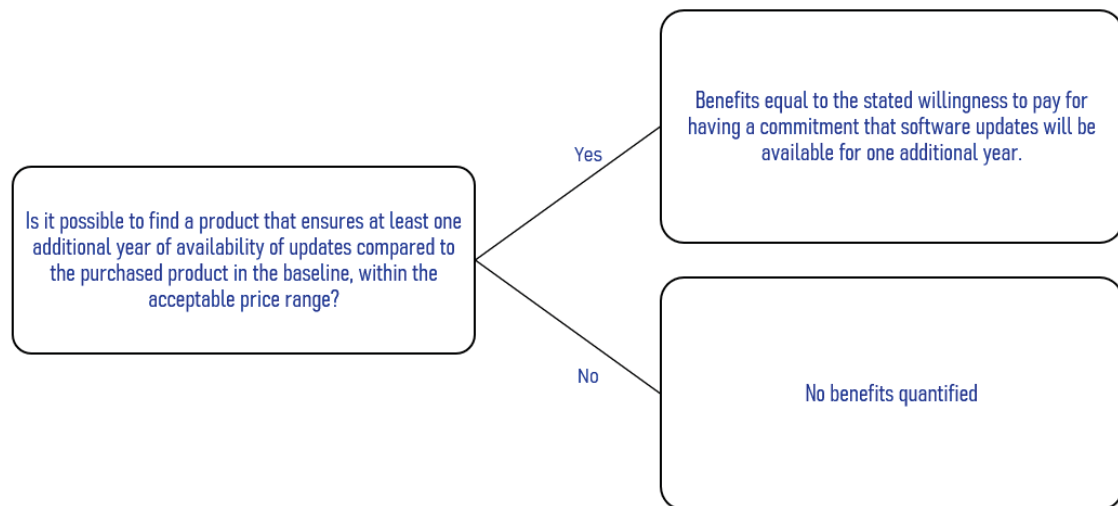 Is it possible to find a product that ensures at least one
additional year of availability of updates compared to
the purchased product in the baseline, within the
acceptable price range?
Yes
Benefits equal to the stated willingness to pay for
having a commitment that software updates will be
available for one additional year.
No
No benefits quantified